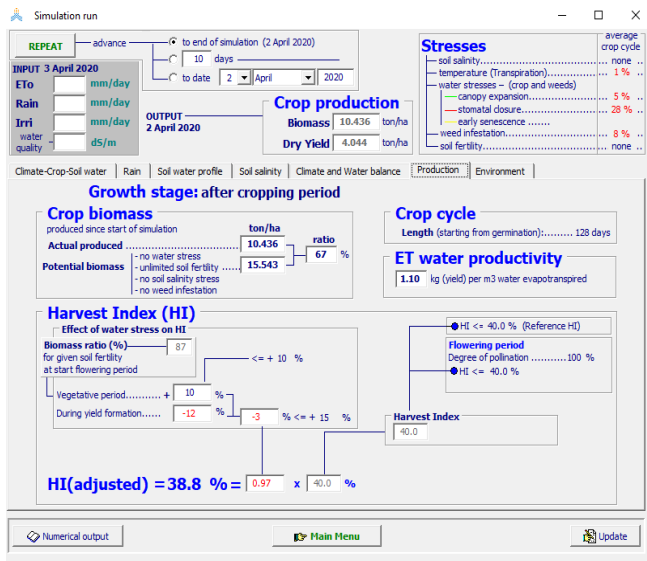 Simulation run
REPEAT
advance
to end of simulation (2 April 2020)
10 days
to date 2 April 2020
INPUT 3 April 2020
ETo mm/day
Rain mm/day
Irri mm/day
water quality dS/m
OUTPUT
2 April 2020
Crop production
Biomass 10.436 ton/ha
Dry Yield 4.044 ton/ha
Stresses
average
crop cycle
soil salinity................................ none ..
temperature (Transpiration)................... 1 % ..
water stresses – (crop and weeds)
canopy expansion................... 5 % ..
stomatal closure..................... 28 % ..
early senescence .......
weed infestation........................... 8 % ..
soil fertility................................ none ..
Climate-Crop-Soil water Rain Soil water profile Soil salinity Climate and Water balance Production Environment
Growth stage: after cropping period
Crop biomass
produced since start of simulation ton/ha
Actual produced ............................ 10.436
ratio
67 %
Potential biomass
- no water stress
- unlimited soil fertility ..... 15.543
- no soil salinity stress
- no weed infestation
Crop cycle
Length (starting from germination):......... 128 days
ET water productivity
1.10 kg (yield) per m3 water evapotranspired
Harvest Index (HI)
Effect of water stress on HI
Biomass ratio (%) 87
for given soil fertility
at start flowering period
<= + 10 %
Vegetative period........... + 10 %
During yield formation...... -12 %
-3 % <= + 15 %
HI <= 40.0 % (Reference HI)
Flowering period
Degree of pollination ...........100 %
HI <= 40.0 %
Harvest Index
40.0
HI(adjusted) = 38.8 % = 0.97 x 40.0 %
Numerical output
Main Menu
Update